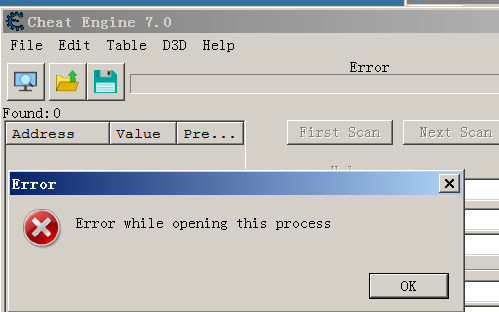 Cheat Engine 7.0
File Edit Table D3D Help
Error
Found:0
Address Value Pre...
First Scan Next Scan
Error
Error while opening this process
OK